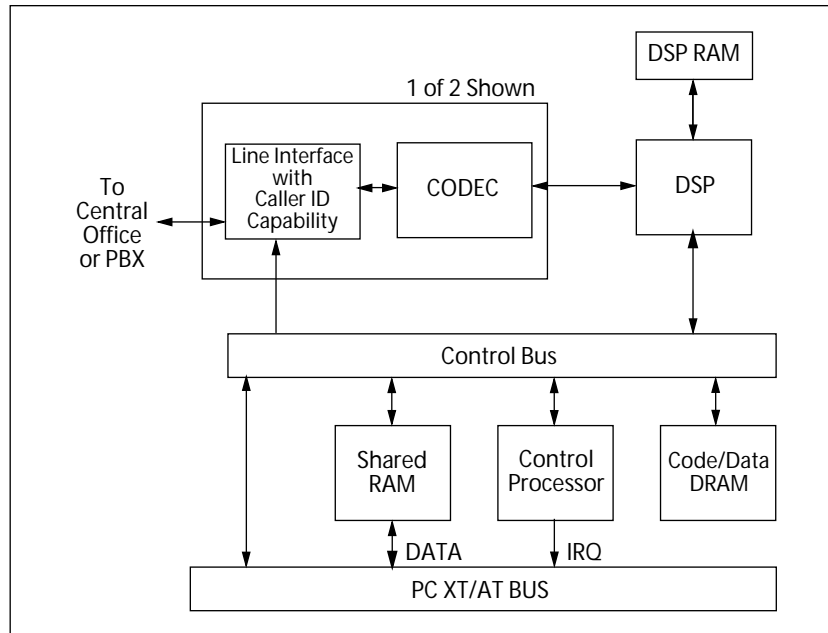 DSP RAM
1 of 2 Shown
Line Interface
with
Caller ID
Capability
CODEC
DSP
To
Central
Office
or PBX
Control Bus
Shared
RAM
Control
Processor
Code/Data
DRAM
DATA
IRQ
PC XT/AT BUS